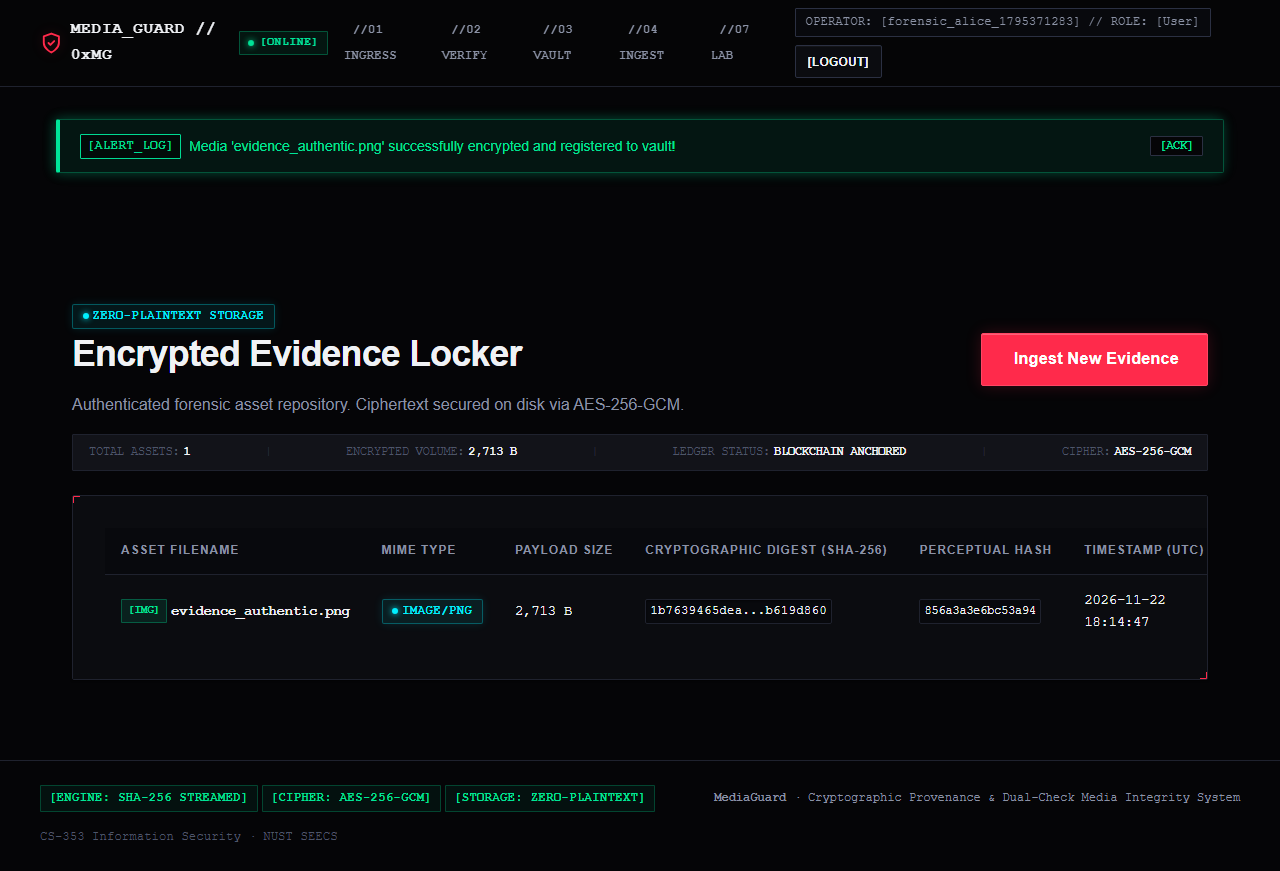 MEDIA_GUARD //
0xMG
[ONLINE]
//01
INGRESS
//02
VERIFY
//03
VAULT
//04
INGEST
//07
LAB
OPERATOR: [forensic_alice_1795371283] // ROLE: [User]
[LOGOUT]
[ALERT_LOG] Media 'evidence_authentic.png' successfully encrypted and registered to vault! [ACK]
ZERO-PLAINTEXT STORAGE
Encrypted Evidence Locker
Ingest New Evidence
Authenticated forensic asset repository. Ciphertext secured on disk via AES-256-GCM.
TOTAL ASSETS: 1 | ENCRYPTED VOLUME: 2,713 B | LEDGER STATUS: BLOCKCHAIN ANCHORED | CIPHER: AES-256-GCM
ASSET FILENAME MIME TYPE PAYLOAD SIZE CRYPTOGRAPHIC DIGEST (SHA-256) PERCEPTUAL HASH TIMESTAMP (UTC)
[IMG] evidence_authentic.png IMAGE/PNG 2,713 B 1b7639465dea...b619d860 856a3a3e6bc53a94 2026-11-22
18:14:47
[ENGINE: SHA-256 STREAMED] [CIPHER: AES-256-GCM] [STORAGE: ZERO-PLAINTEXT]
MediaGuard · Cryptographic Provenance & Dual-Check Media Integrity System
CS-353 Information Security · NUST SEECS